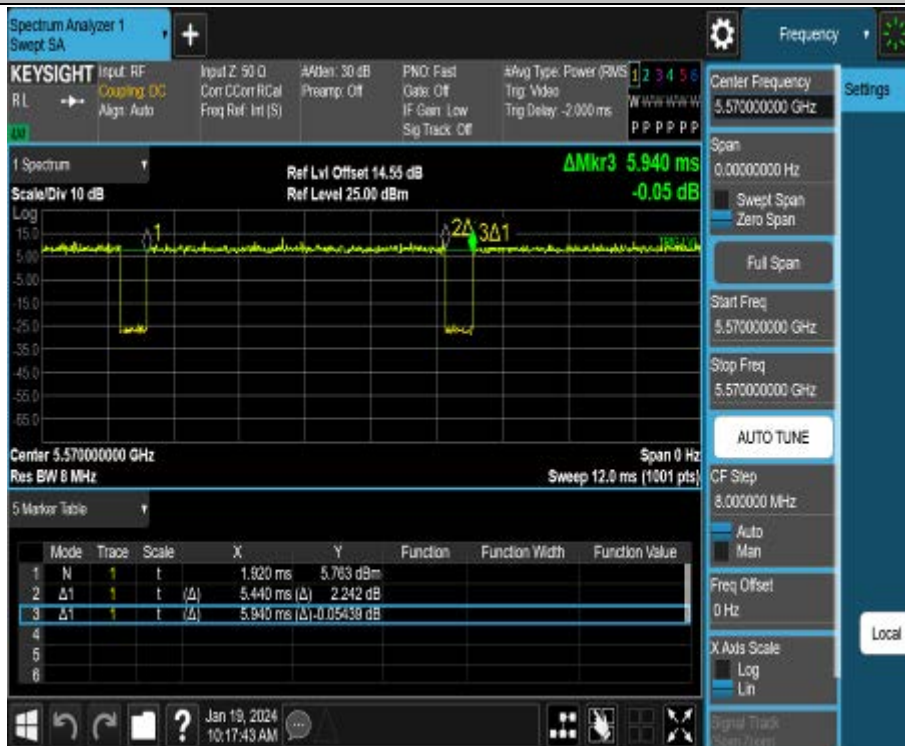 Spectrum Analyzer 1
Swept SA
+
Frequency
KEYSIGHT
RL
Input: RF
Coupling: DC
Align: Auto
Input Z: 50 Ω
Corr CCorr RCal
Freq Ref: Int (S)
#Atten: 30 dB
Preamp: Off
PNO: Fast
Gate: Off
IF Gain: Low
Sig Track: Off
#Avg Type: Power (RMS
Trig: Video
Trig Delay: -2.000 ms
1 2 3 4 5 6
W W W W W W
P P P P P P
1 Spectrum
Scale/Div 10 dB
Ref Lvl Offset 14.55 dB
Ref Level 25.00 dBm
ΔMkr3 5.940 ms
-0.05 dB
Log
15.0
5.00
-5.00
-15.0
-25.0
-35.0
-45.0
-55.0
-65.0
1
2Δ
3Δ1
Center 5.570000000 GHz
Span 0 Hz
Res BW 8 MHz
Sweep 12.0 ms (1001 pts)
5 Marker Table
Mode Trace Scale X Y Function Function Width Function Value
1 N 1 t 1.920 ms 5.763 dBm
2 Δ1 1 t (Δ) 5.440 ms (Δ) 2.242 dB
3 Δ1 1 t (Δ) 5.940 ms (Δ) -0.05439 dB
4
5
6
Jan 19, 2024
10:17:43 AM
Center Frequency
5.570000000 GHz
Settings
Span
0.00000000 Hz
Swept Span
Zero Span
Full Span
Start Freq
5.570000000 GHz
Stop Freq
5.570000000 GHz
AUTO TUNE
CF Step
8.000000 MHz
Auto
Man
Freq Offset
0 Hz
X Axis Scale
Log
Lin
Signal Track
(Span Zoom)
Local
?